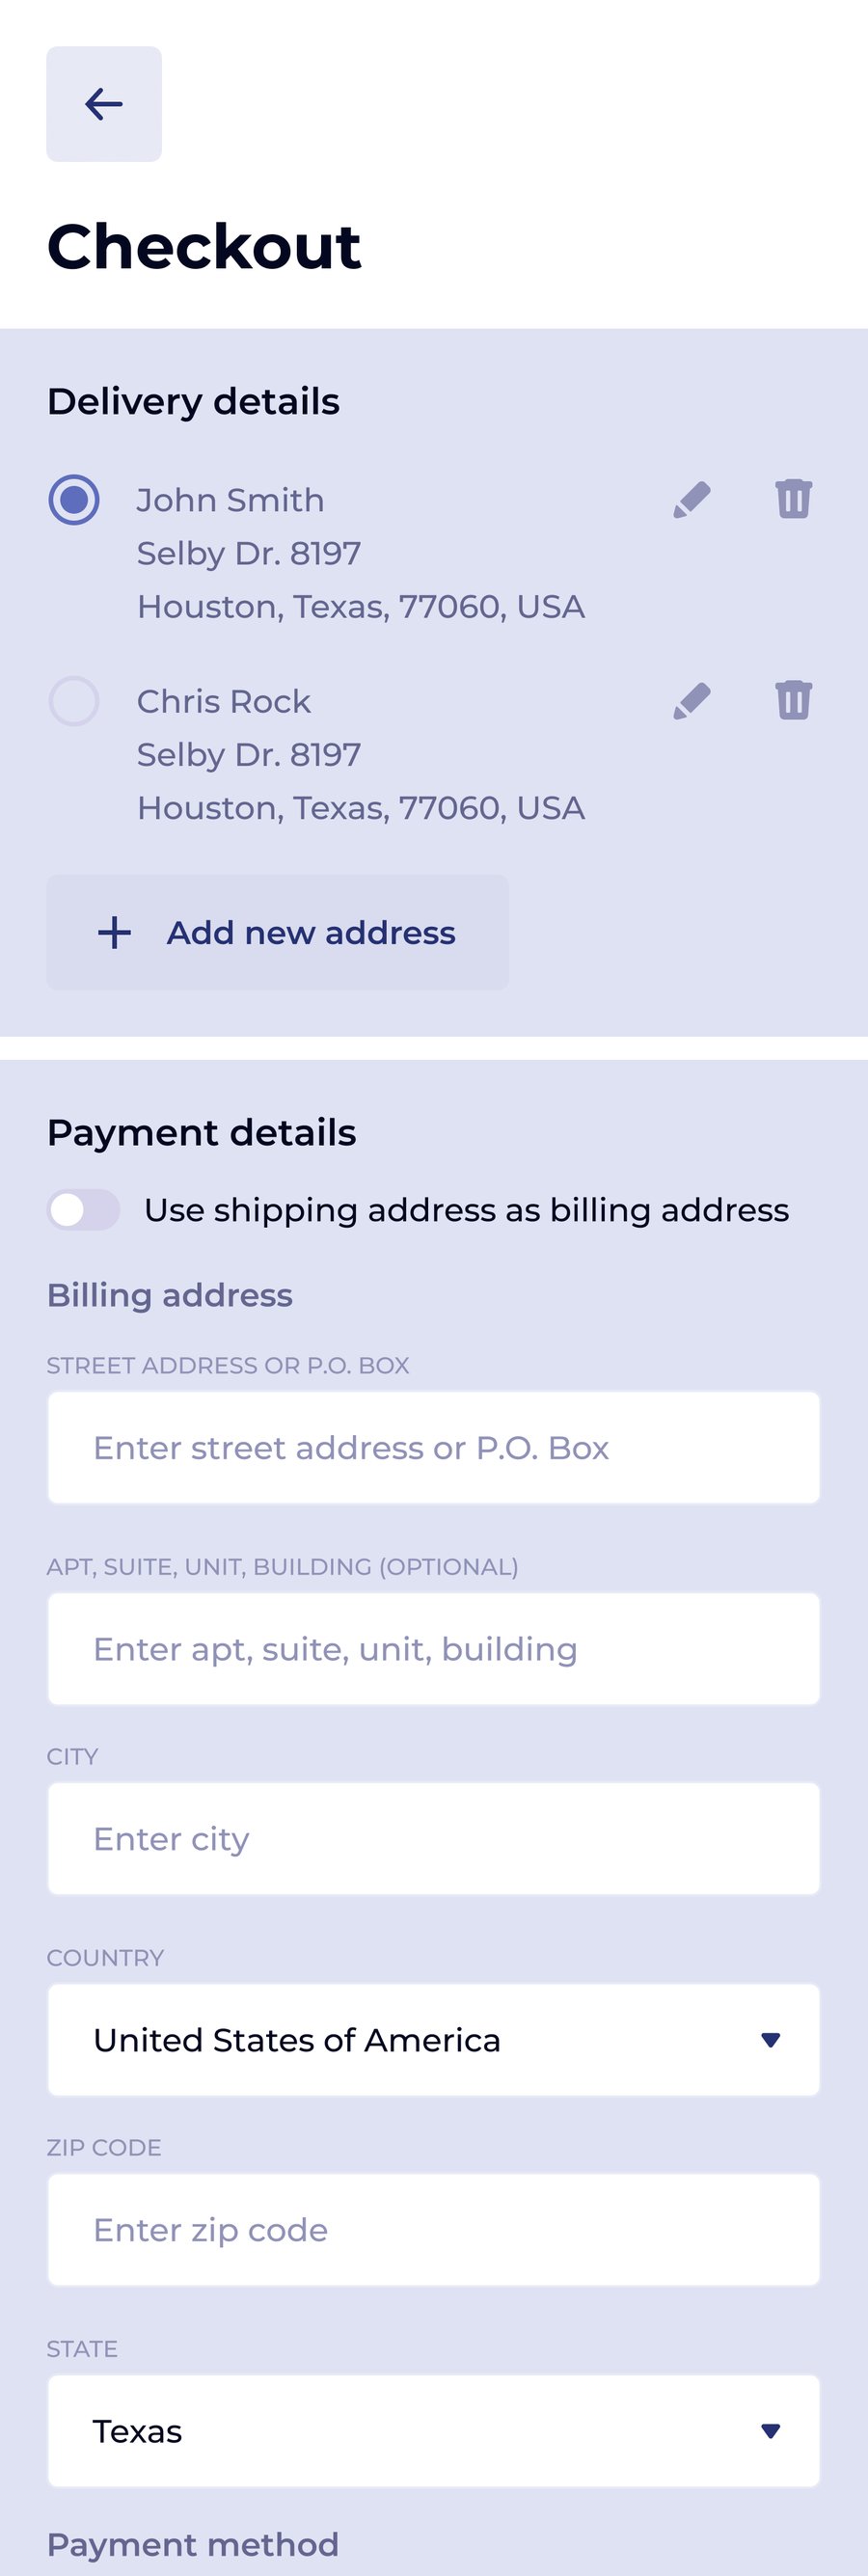 Checkout
Delivery details
John Smith
Selby Dr. 8197
Houston, Texas, 77060, USA
Chris Rock
Selby Dr. 8197
Houston, Texas, 77060, USA
Add new address
Payment details
Use shipping address as billing address
Billing address
STREET ADDRESS OR P.O. BOX
Enter street address or P.O. Box
APT, SUITE, UNIT, BUILDING (OPTIONAL)
Enter apt, suite, unit, building
CITY
Enter city
COUNTRY
United States of America
ZIP CODE
Enter zip code
STATE
Texas
Payment method